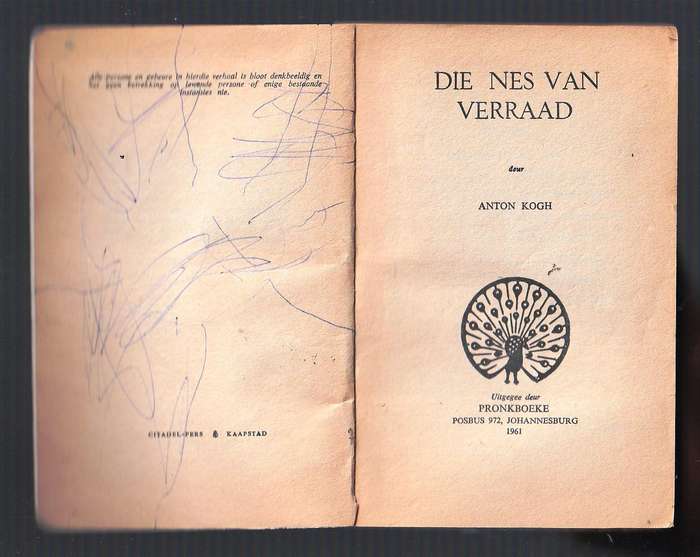 Alle persone en gebeure in hierdie verhaal is bloot denkbeeldig en
het geen betrekking op lewende persone of enige bestaande
instansies nie.
CITADEL-PERS KAAPSTAD
DIE NES VAN
VERRAAD
deur
ANTON KOGH
Uitgegee deur
PRONKBOEKE
POSBUS 972, JOHANNESBURG
1961